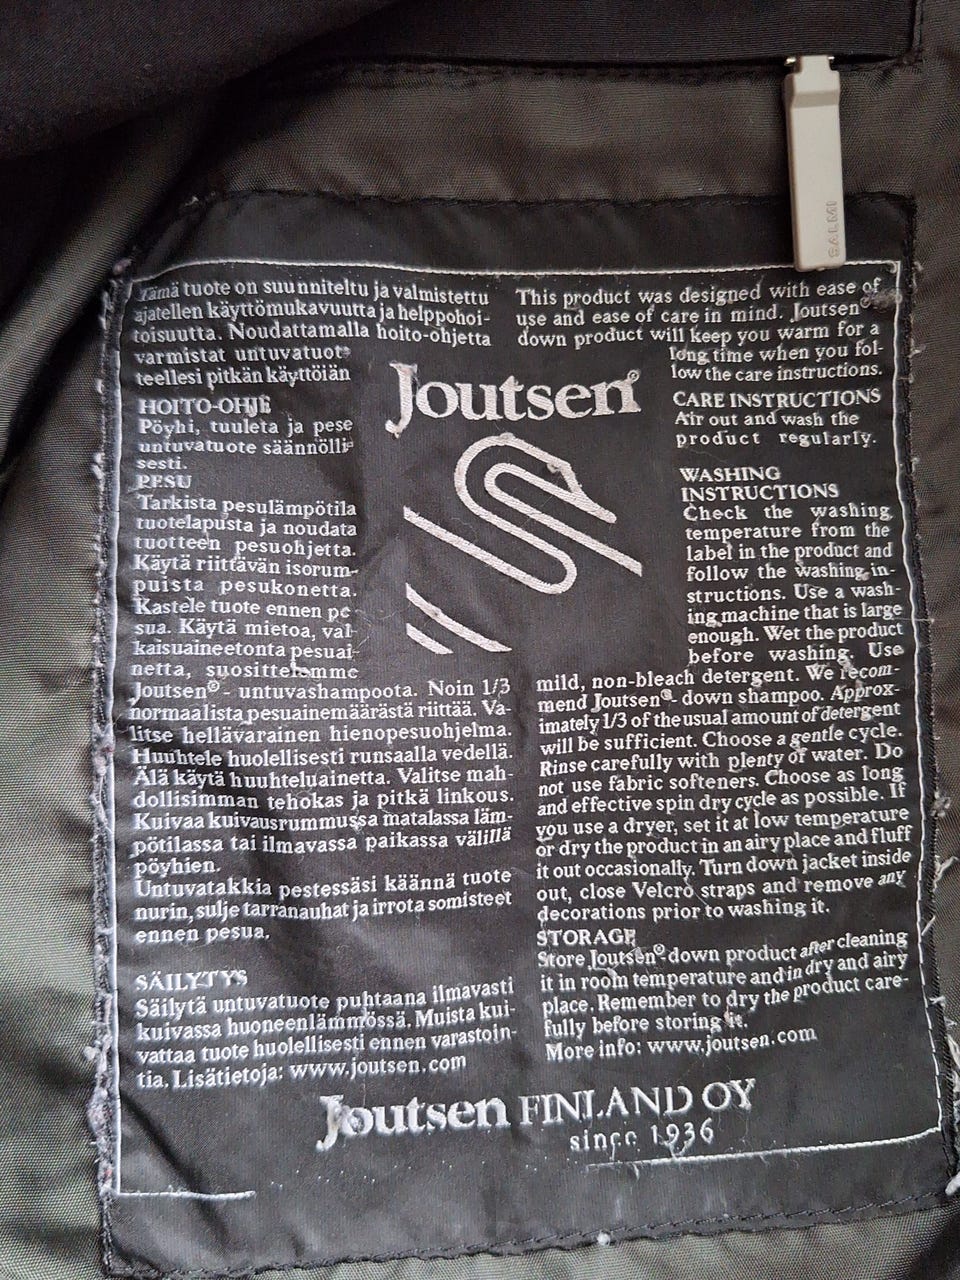 SALMI
Tämä tuote on suunniteltu ja valmistettu
ajatellen käyttömukavuutta ja helppohoi-
toisuutta. Noudattamalla hoito-ohjetta
varmistat untuvatuot-
teellesi pitkän käyttöiän
HOITO-OHJE
Pöyhi, tuuleta ja pese
untuvatuote säännölli-
sesti.
PESU
Tarkista pesulämpötila
tuotelapusta ja noudata
tuotteen pesuohjetta.
Käytä riittävän isorum-
puista pesukonetta.
Kastele tuote ennen pe
sua. Käytä mietoa, val-
kaisuaineetonta pesuai-
netta, suosittelemme
Joutsen® - untuvashampoota. Noin 1/3
normaalista pesuainemäärästä riittää. Va-
litse hellävarainen hienopesuohjelma.
Huuhtele huolellisesti runsaalla vedellä.
Älä käytä huuhteluainetta. Valitse mah-
dollisimman tehokas ja pitkä linkous.
Kuivaa kuivausrummussa matalassa läm-
pötilassa tai ilmavassa paikassa välillä
pöyhien.
Untuvatakkia pestessäsi käännä tuote
nurin, sulje tarranauhat ja irrota somisteet
ennen pesua.
SÄILYTYS
Säilytä untuvatuote puhtaana ilmavasti
kuivassa huoneenlämmössä. Muista kui-
vattaa tuote huolellisesti ennen varastoin-
tia. Lisätietoja: www.joutsen.com
Joutsen®
This product was designed with ease of
use and ease of care in mind. Joutsen®
down product will keep you warm for a
long time when you fol-
low the care instructions.
CARE INSTRUCTIONS
Air out and wash the
product regularly.
WASHING
INSTRUCTIONS
Check the washing
temperature from the
label in the product and
follow the washing in-
structions. Use a wash-
ing machine that is large
enough. Wet the product
before washing. Use
mild, non-bleach detergent. We recom-
mend Joutsen®- down shampoo. Approx-
imately 1/3 of the usual amount of detergent
will be sufficient. Choose a gentle cycle.
Rinse carefully with plenty of water. Do
not use fabric softeners. Choose as long
and effective spin dry cycle as possible. If
you use a dryer, set it at low temperature
or dry the product in an airy place and fluff
it out occasionally. Turn down jacket inside
out, close Velcro straps and remove any
decorations prior to washing it.
STORAGE
Store Joutsen®-down product after cleaning
it in room temperature and in dry and airy
place. Remember to dry the product care-
fully before storing it.
More info: www.joutsen.com
Joutsen FINLAND OY
since 1936